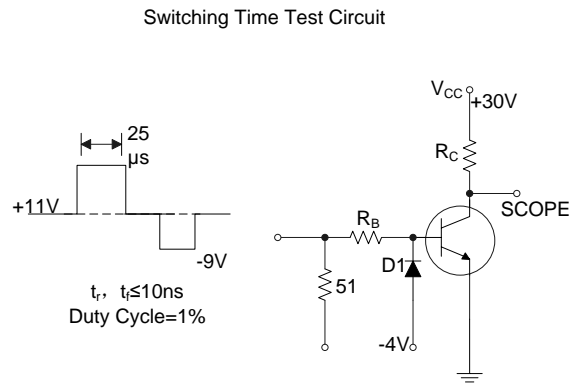 Switching Time Test Circuit
25
μs
+11V
-9V
tr, tf≤10ns
Duty Cycle=1%
VCC
+30V
RC
SCOPE
RB
D1
51
-4V